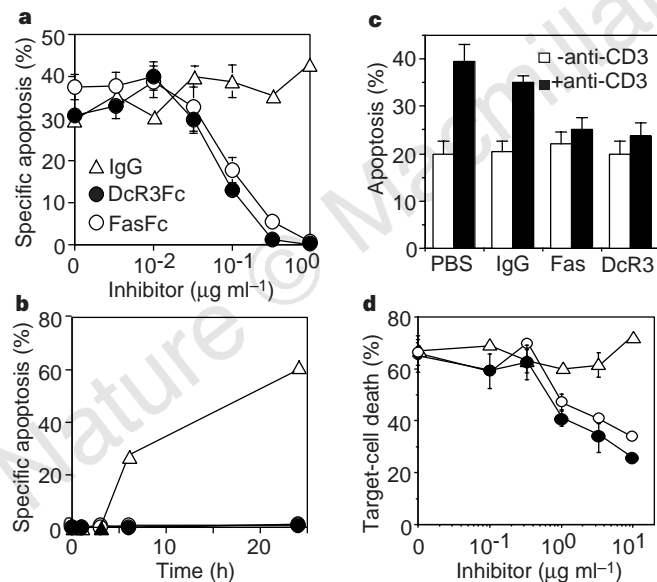 a
Specific apoptosis (%)
50
40
30
20
10
0
0
10-2
10-1
100
Inhibitor (µg ml–1)
IgG
DcR3Fc
FasFc
c
Apoptosis (%)
40
30
20
-anti-CD3
+anti-CD3
PBS
IgG
Fas
DcR3
b
Specific apoptosis (%)
80
60
40
20
0
0
10
20
Time (h)
d
Target-cell death (%)
80
60
40
20
0
0
10-1
100
101
Inhibitor (µg ml–1)
Nature © Macmillan